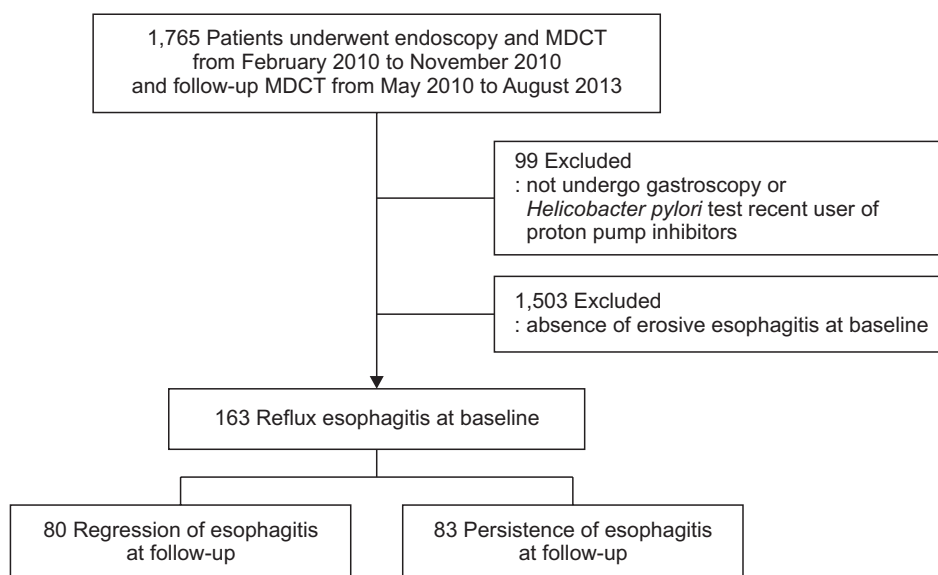 1,765 Patients underwent endoscopy and MDCT
from February 2010 to November 2010
and follow-up MDCT from May 2010 to August 2013
99 Excluded
: not undergo gastroscopy or
Helicobacter pylori test recent user of
proton pump inhibitors
1,503 Excluded
: absence of erosive esophagitis at baseline
163 Reflux esophagitis at baseline
80 Regression of esophagitis
at follow-up
83 Persistence of esophagitis
at follow-up